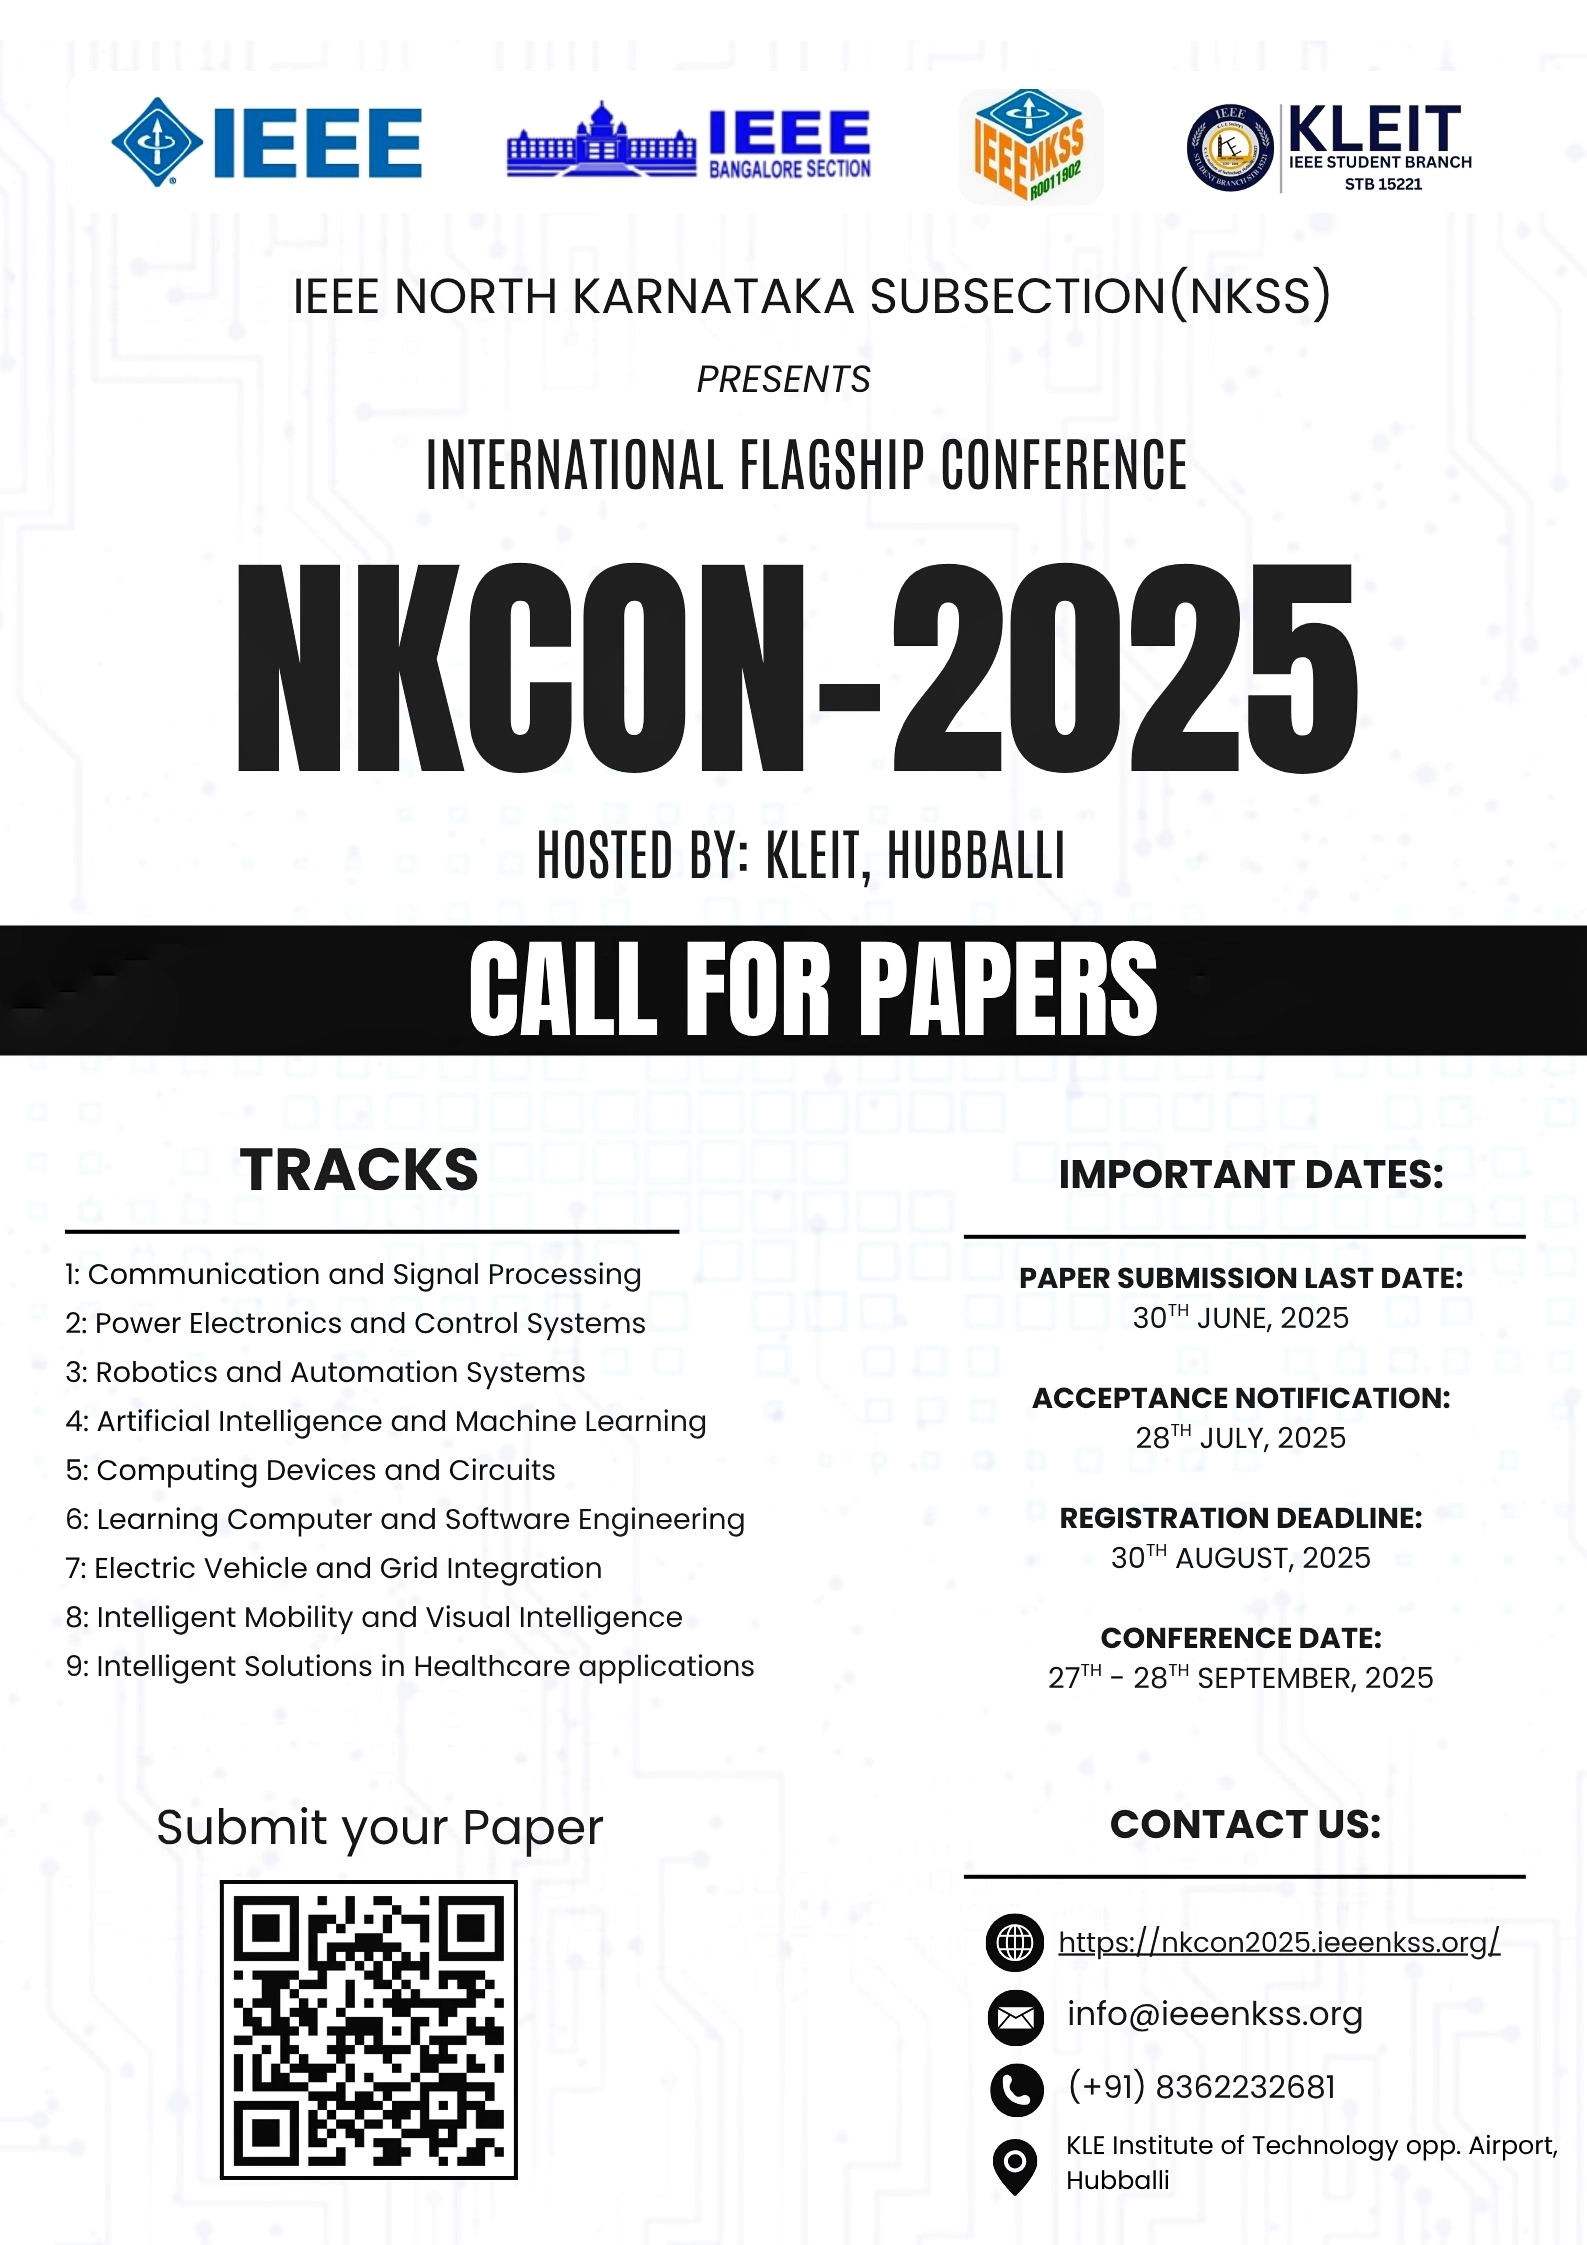 IEEE
IEEE
BANGALORE SECTION
IEEENKSS
R0011902
KLEIT
IEEE STUDENT BRANCH
STB 15221
IEEE NORTH KARNATAKA SUBSECTION(NKSS)
PRESENTS
INTERNATIONAL FLAGSHIP CONFERENCE
NKCON-2025
HOSTED BY: KLEIT, HUBBALLI
CALL FOR PAPERS
TRACKS
1: Communication and Signal Processing
2: Power Electronics and Control Systems
3: Robotics and Automation Systems
4: Artificial Intelligence and Machine Learning
5: Computing Devices and Circuits
6: Learning Computer and Software Engineering
7: Electric Vehicle and Grid Integration
8: Intelligent Mobility and Visual Intelligence
9: Intelligent Solutions in Healthcare applications
IMPORTANT DATES:
PAPER SUBMISSION LAST DATE:
30TH JUNE, 2025
ACCEPTANCE NOTIFICATION:
28TH JULY, 2025
REGISTRATION DEADLINE:
30TH AUGUST, 2025
CONFERENCE DATE:
27TH - 28TH SEPTEMBER, 2025
Submit your Paper
CONTACT US:
https://nkcon2025.ieeenkss.org/
info@ieeenkss.org
(+91) 8362232681
KLE Institute of Technology opp. Airport,
Hubballi